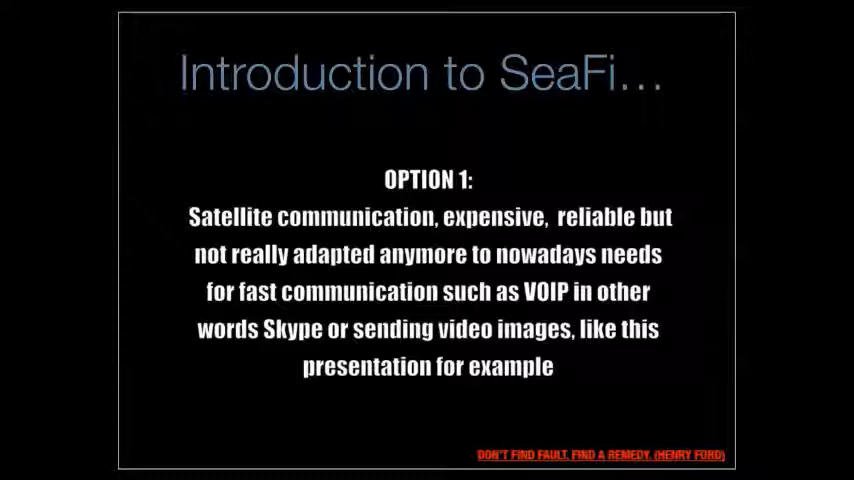 Introduction to SeaFi...
OPTION 1:
Satellite communication, expensive, reliable but
not really adapted anymore to nowadays needs
for fast communication such as VOIP in other
words Skype or sending video images, like this
presentation for example
DON'T FIND FAULT, FIND A REMEDY. (HENRY FORD)